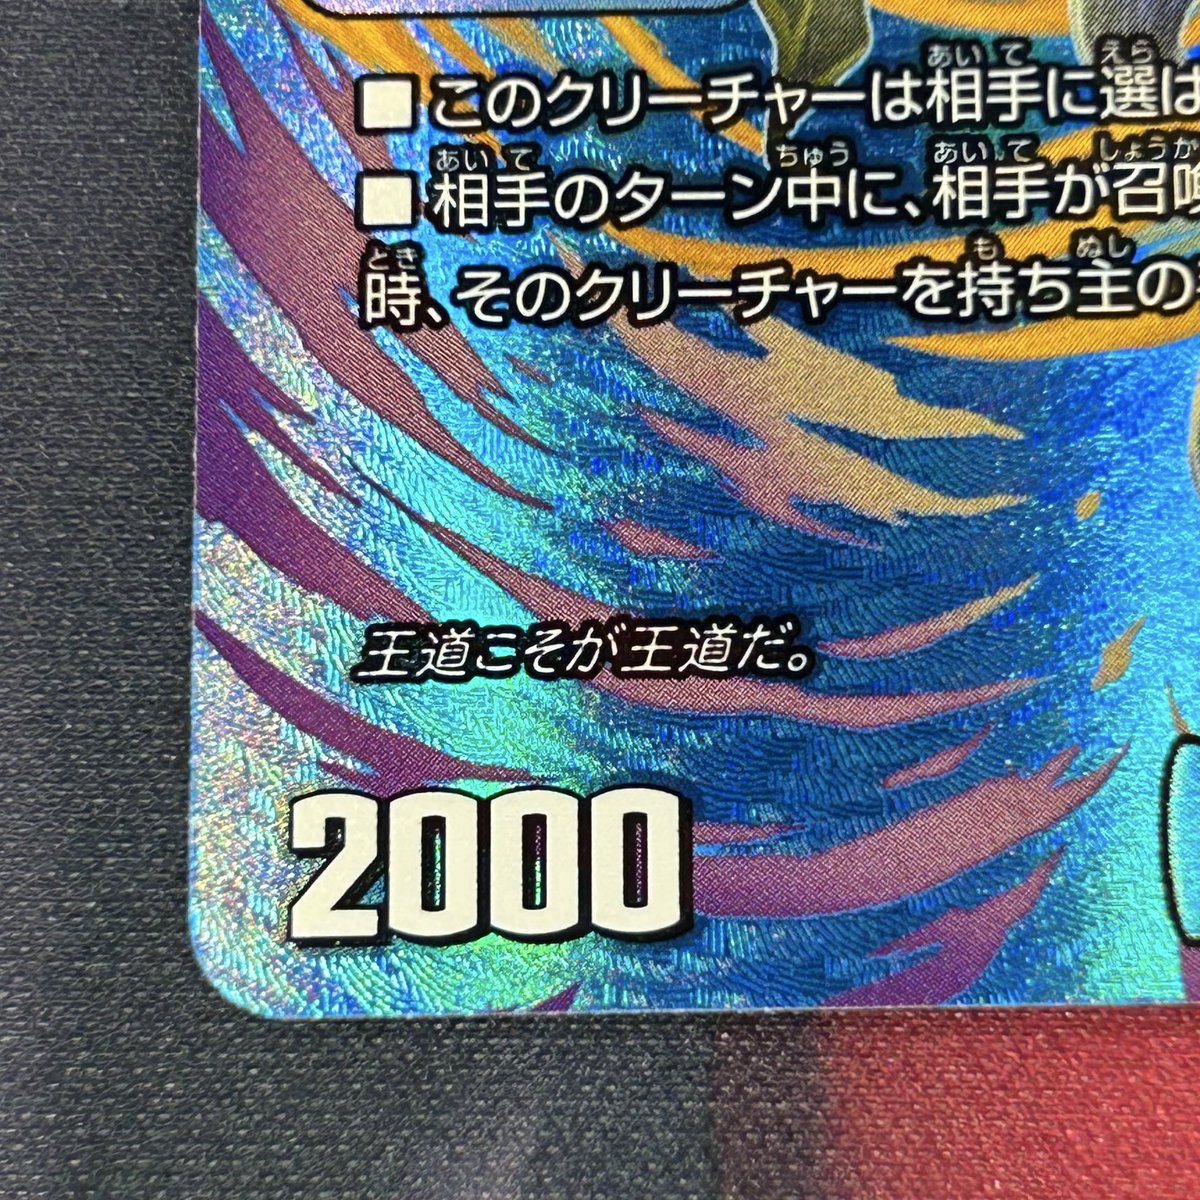 ■このクリーチャーは相手に選ば
■相手のターン中に、相手が召喚
時、そのクリーチャーを持ち主の
王道こそが王道だ。
2000